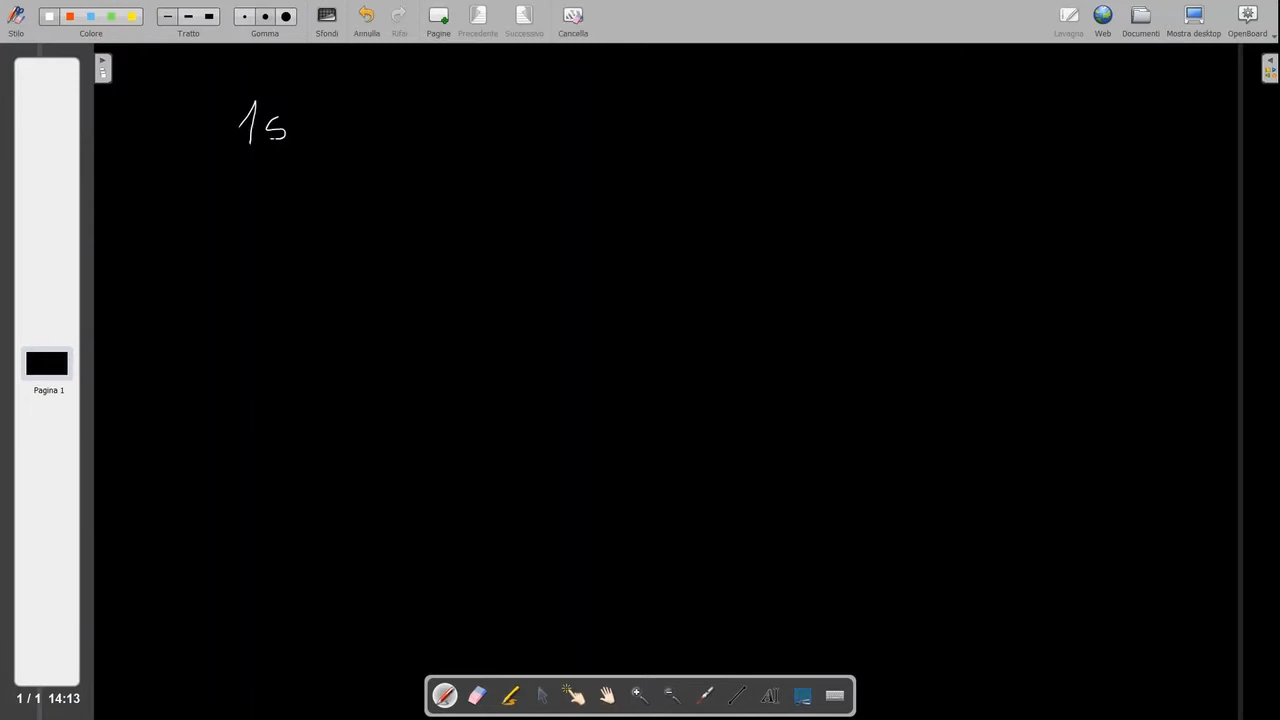 Stilo Colore Tratto Gomma Sfondi Annulla Rifai Pagine Precedente Successivo Cancella Lavagna Web Documenti Mostra desktop OpenBoard
1s
Pagina 1
1 / 1 14:13